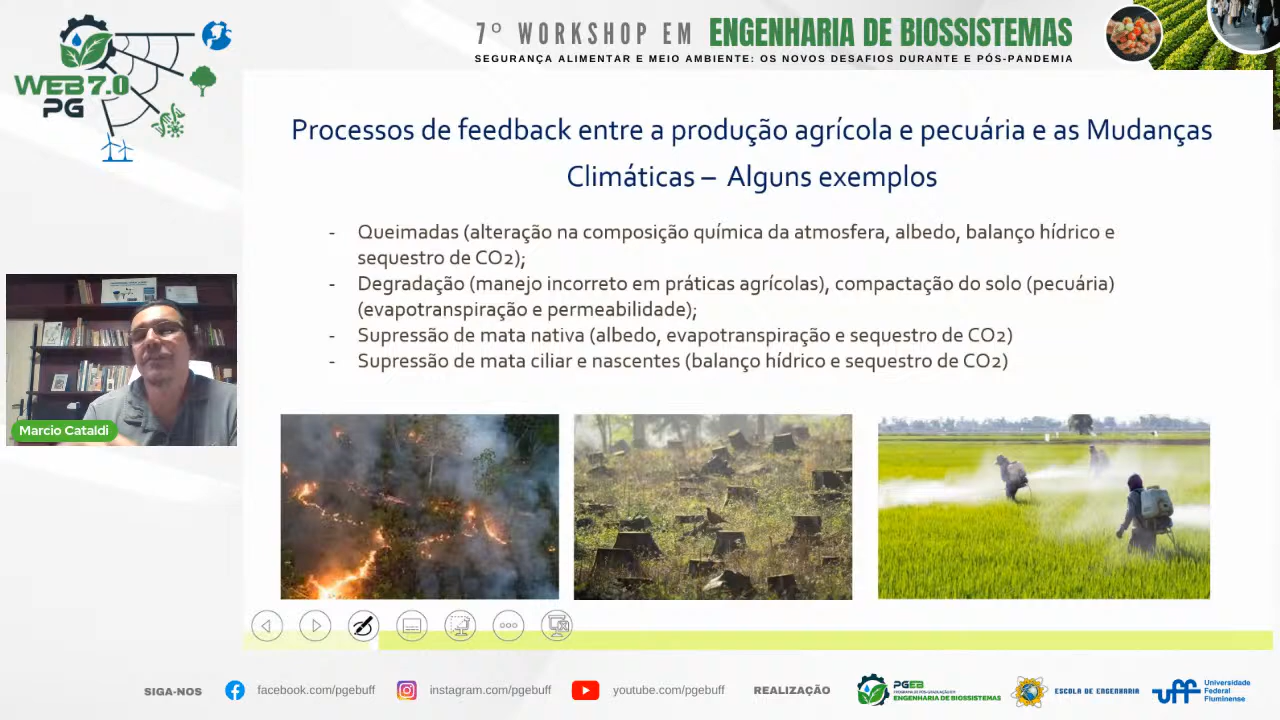 7º WORKSHOP EM ENGENHARIA DE BIOSSISTEMAS
SEGURANÇA ALIMENTAR E MEIO AMBIENTE: OS NOVOS DESAFIOS DURANTE E PÓS-PANDEMIA
WEB 7.0
PG
Processos de feedback entre a produção agrícola e pecuária e as Mudanças
Climáticas – Alguns exemplos
- Queimadas (alteração na composição química da atmosfera, albedo, balanço hídrico e
sequestro de CO2);
- Degradação (manejo incorreto em práticas agrícolas), compactação do solo (pecuária)
(evapotranspiração e permeabilidade);
- Supressão de mata nativa (albedo, evapotranspiração e sequestro de CO2)
- Supressão de mata ciliar e nascentes (balanço hídrico e sequestro de CO2)
Marcio Cataldi
SIGA-NOS facebook.com/pgebuff instagram.com/pgebuff youtube.com/pgebuff REALIZAÇÃO
PGEB
PROGRAMA DE PÓS-GRADUAÇÃO EM
ENGENHARIA DE BIOSSISTEMAS
ESCOLA DE ENGENHARIA
uff
Universidade
Federal
Fluminense